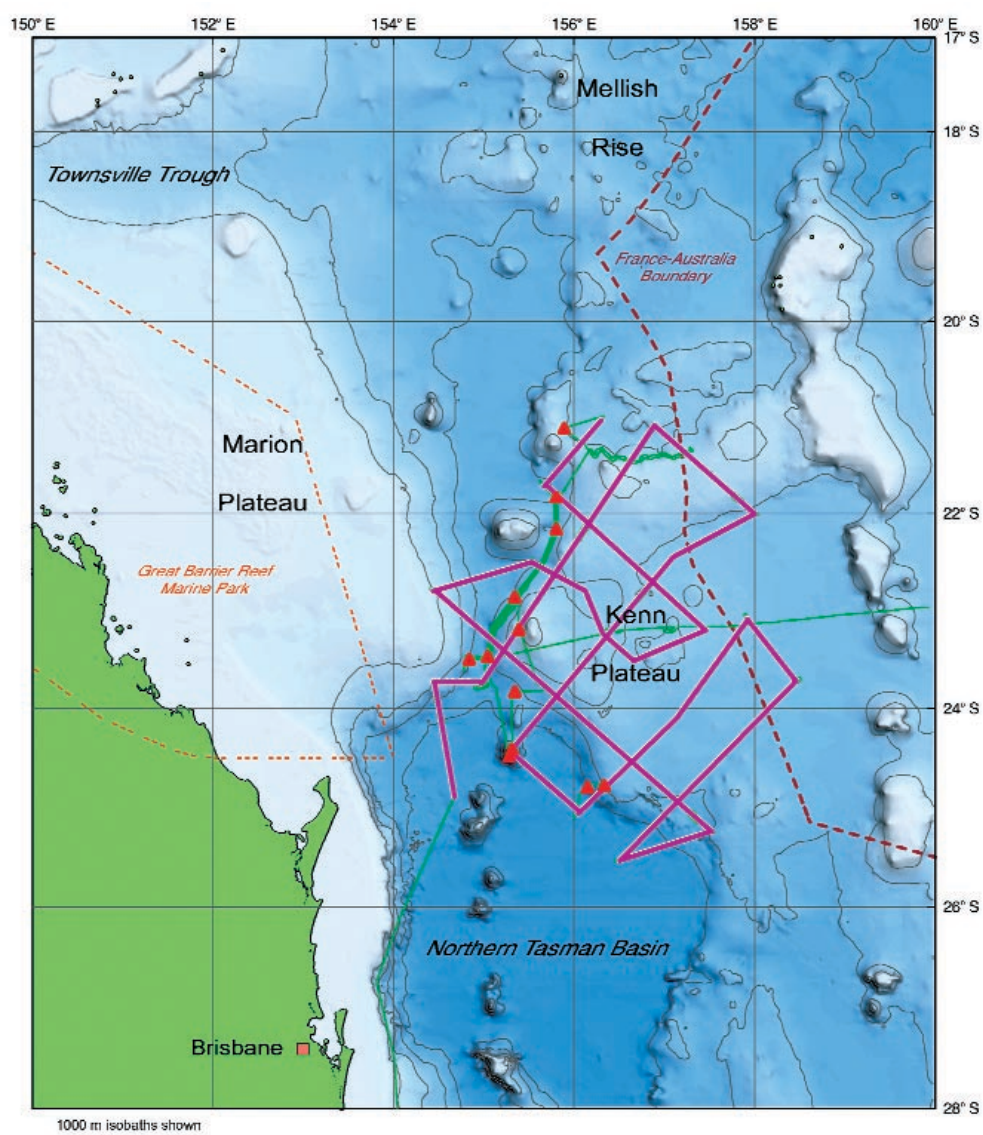 150° E 152° E 154° E 156° E 158° E 160° E
17° S
Mellish
18° S
Rise
Townsville Trough
France-Australia
Boundary
20° S
Marion
Plateau
22° S
Great Barrier Reef
Marine Park
Kenn
Plateau
24° S
26° S
Northern Tasman Basin
Brisbane
28° S
1000 m isobaths shown